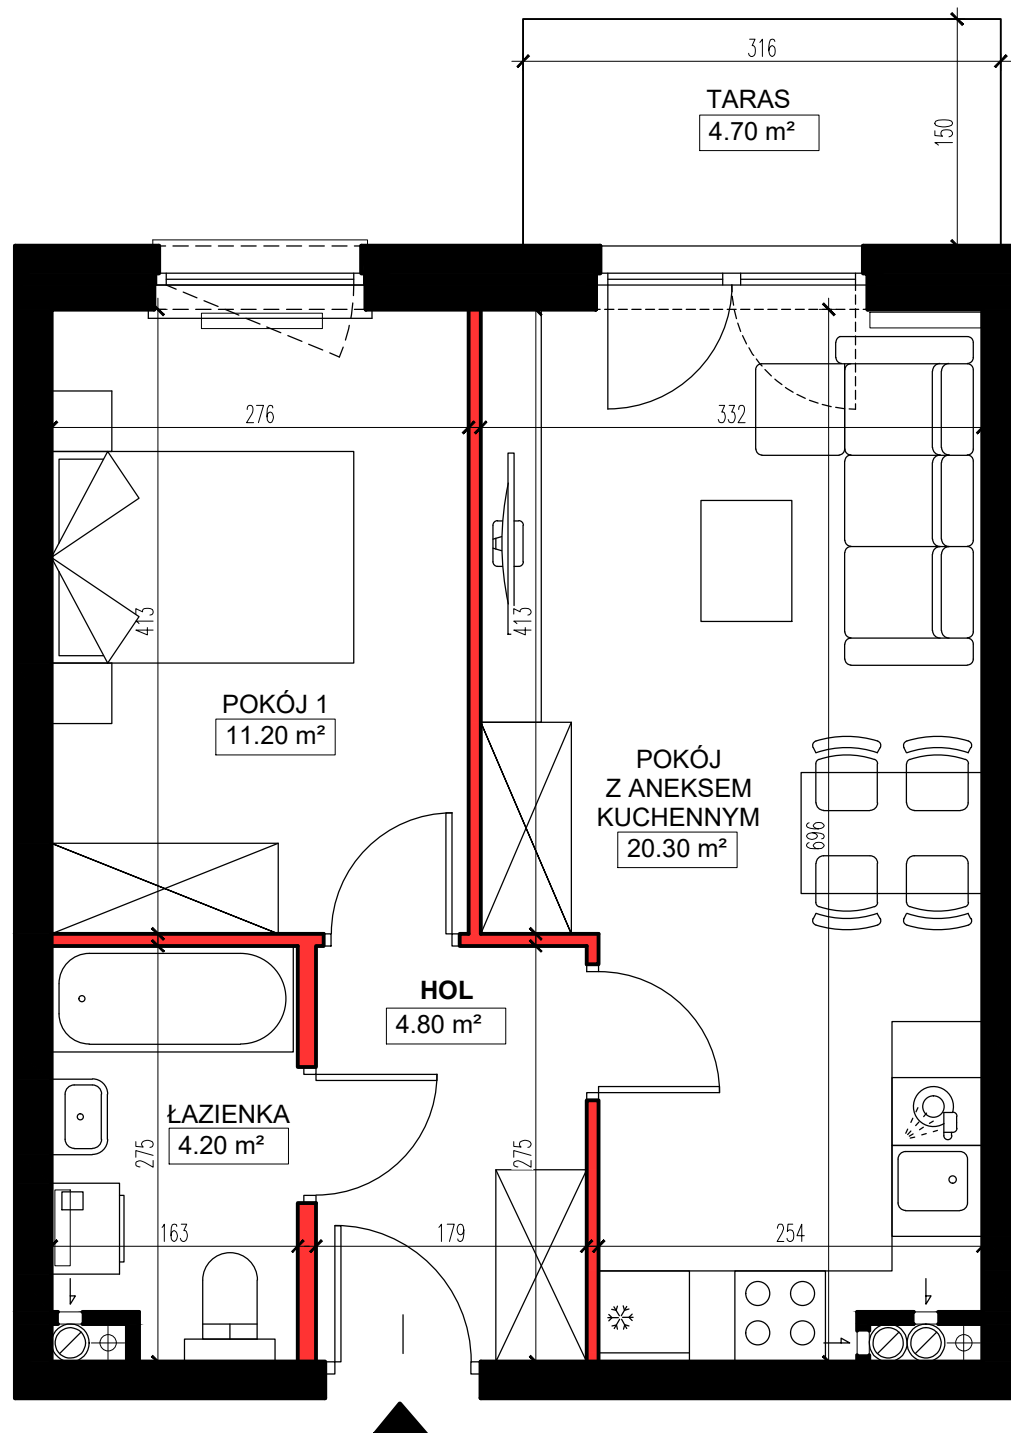 316
TARAS
4.70 m²
150
276
332
413
413
POKÓJ 1
11.20 m²
POKÓJ
Z ANEKSEM
KUCHENNYM
20.30 m²
696
HOL
4.80 m²
ŁAZIENKA
4.20 m²
275
275
163
179
254